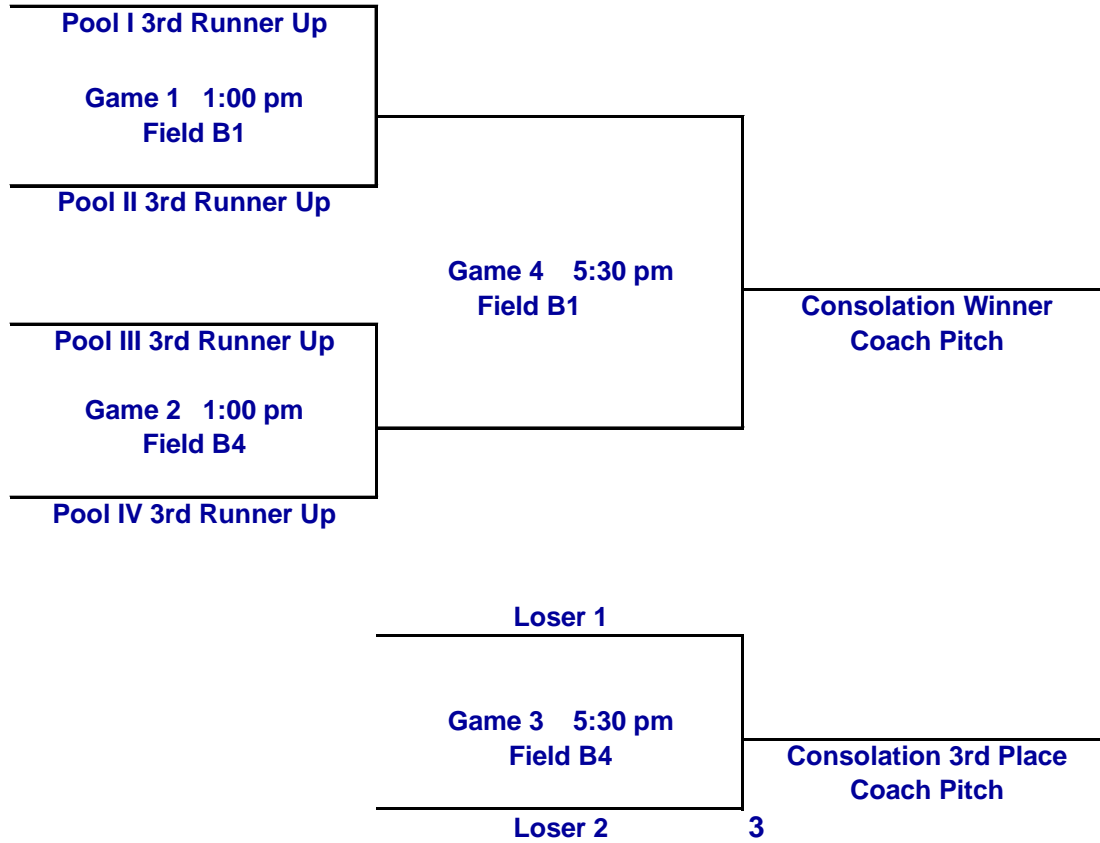 Pool I 3rd Runner Up
Game 1 1:00 pm
Field B1
Pool II 3rd Runner Up
Game 4 5:30 pm
Field B1
Consolation Winner
Coach Pitch
Pool III 3rd Runner Up
Game 2 1:00 pm
Field B4
Pool IV 3rd Runner Up
Loser 1
Game 3 5:30 pm
Field B4
Consolation 3rd Place
Coach Pitch
Loser 2 3